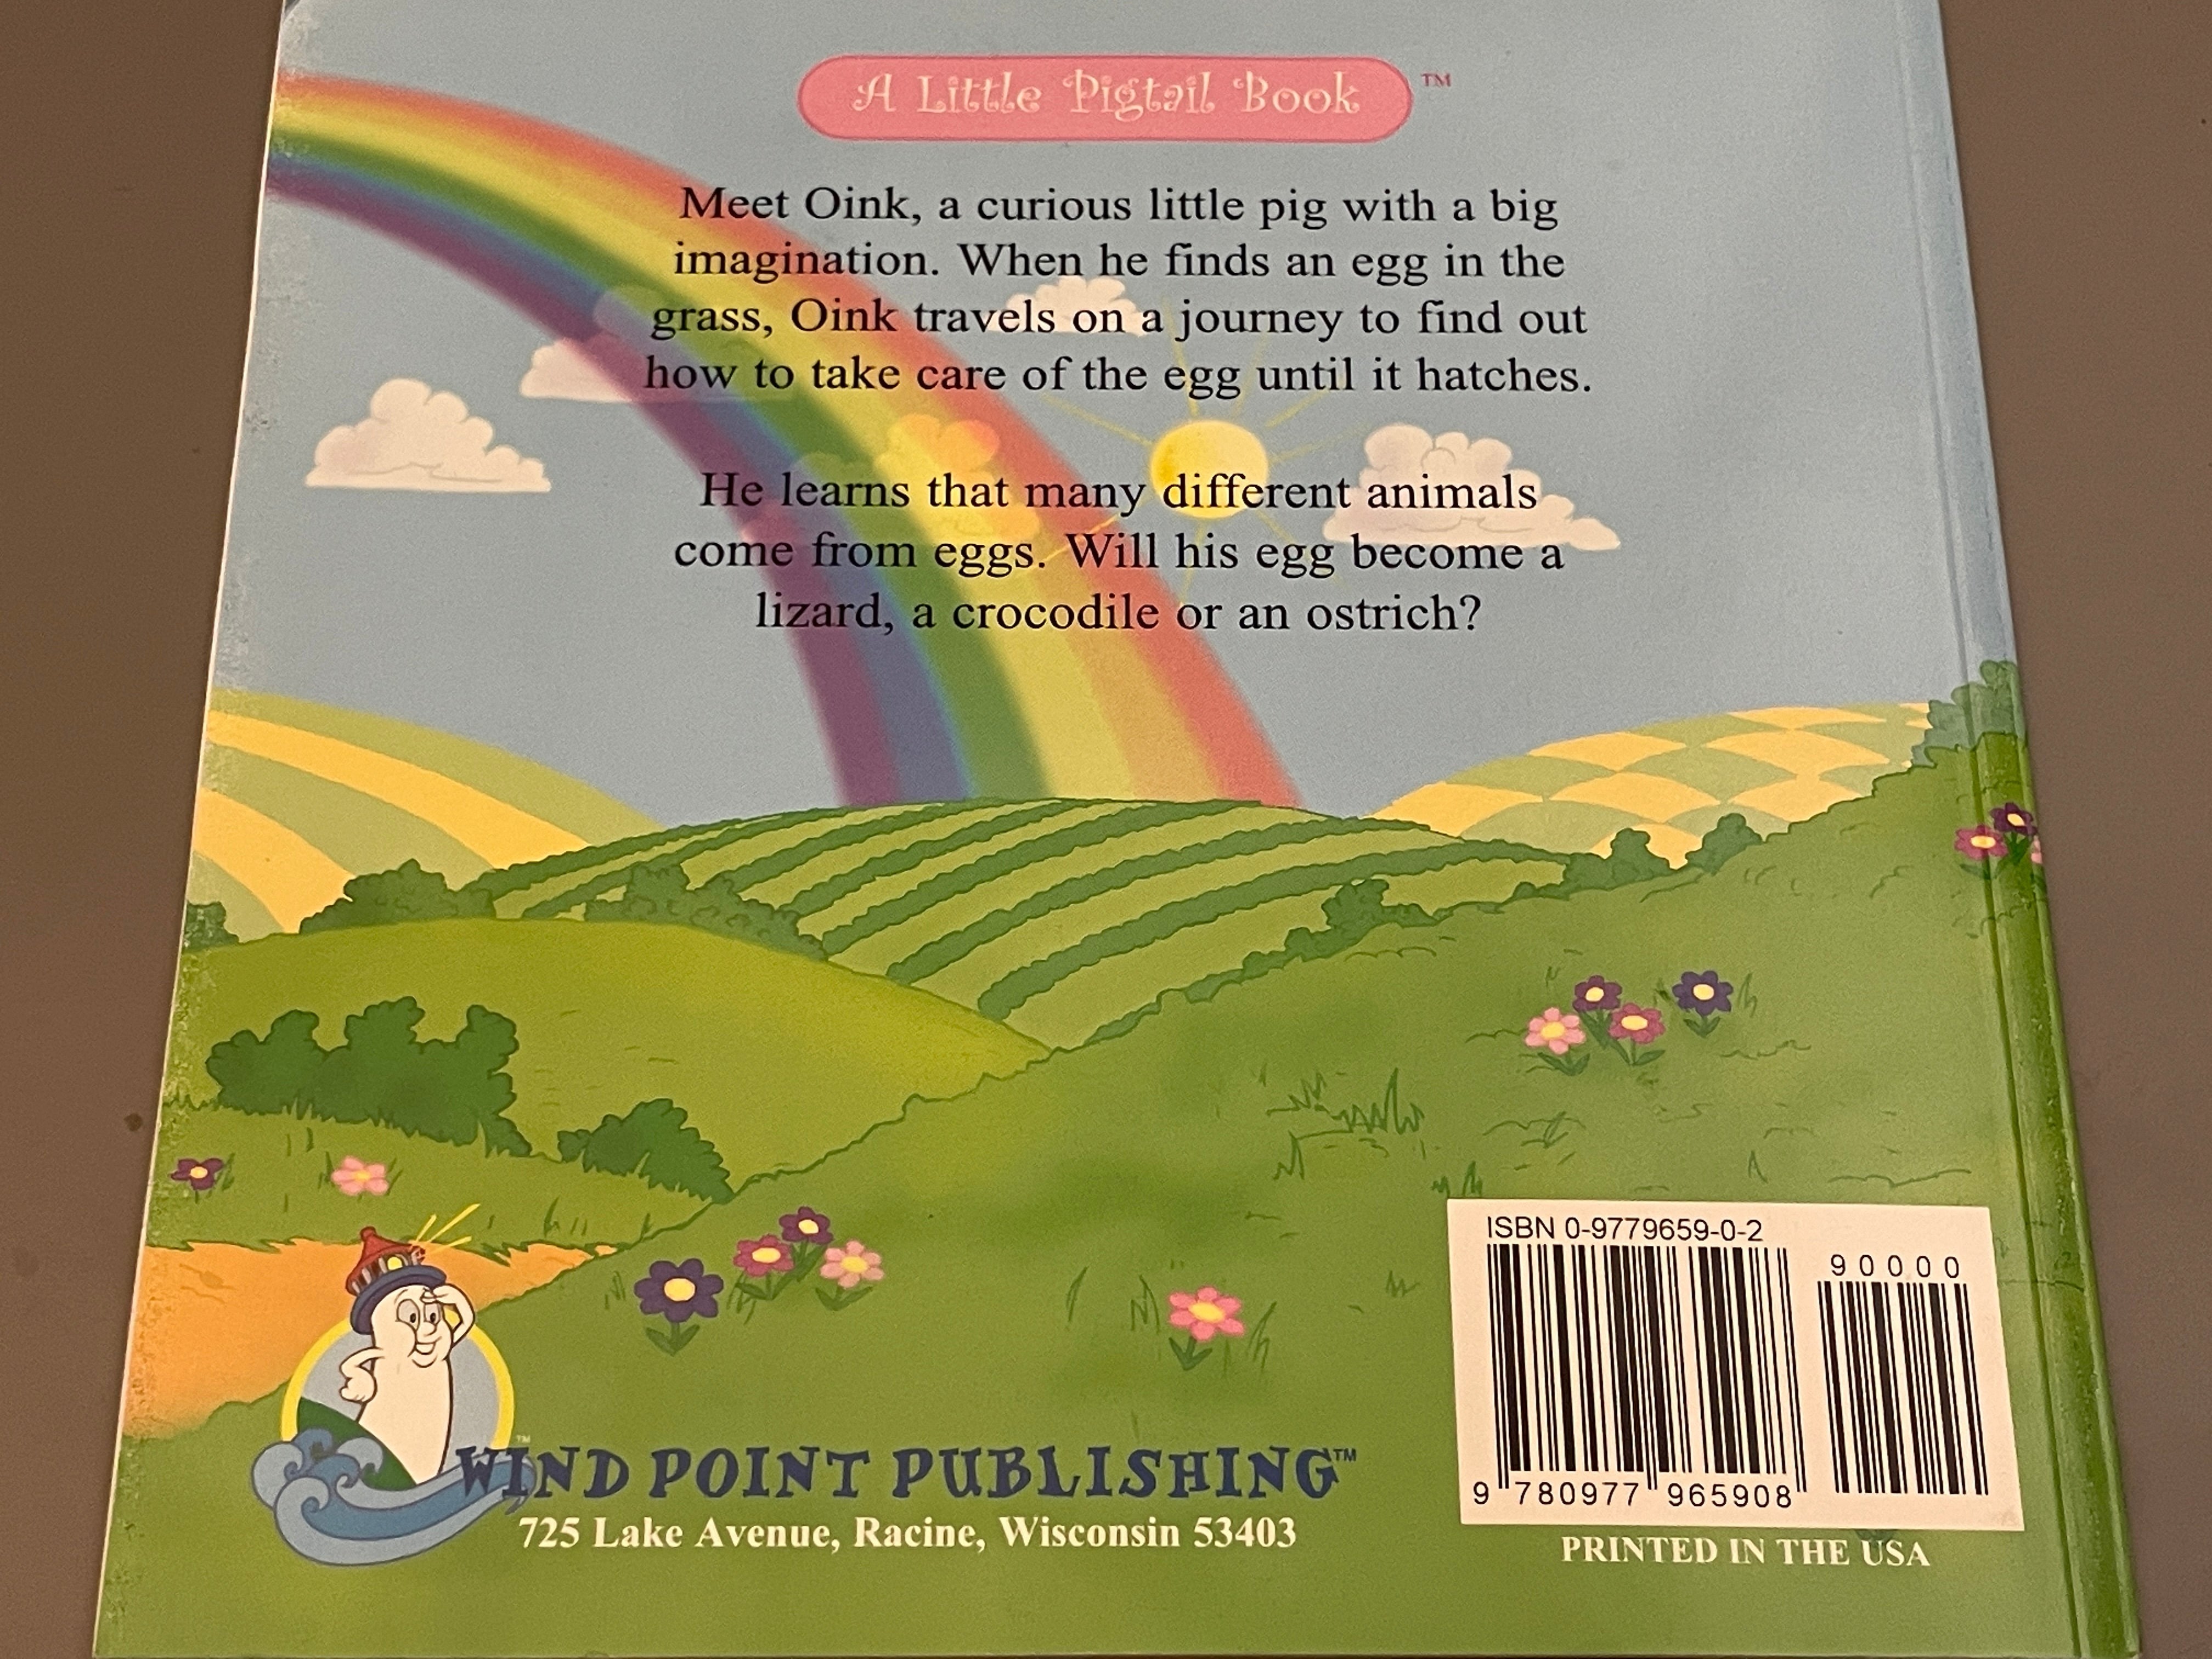 A Little Pigtail Book ™
Meet Oink, a curious little pig with a big
imagination. When he finds an egg in the
grass, Oink travels on a journey to find out
how to take care of the egg until it hatches.
He learns that many different animals
come from eggs. Will his egg become a
lizard, a crocodile or an ostrich?
ISBN 0-9779659-0-2
90000
9 780977 965908
™
WIND POINT PUBLISHING™
725 Lake Avenue, Racine, Wisconsin 53403
PRINTED IN THE USA